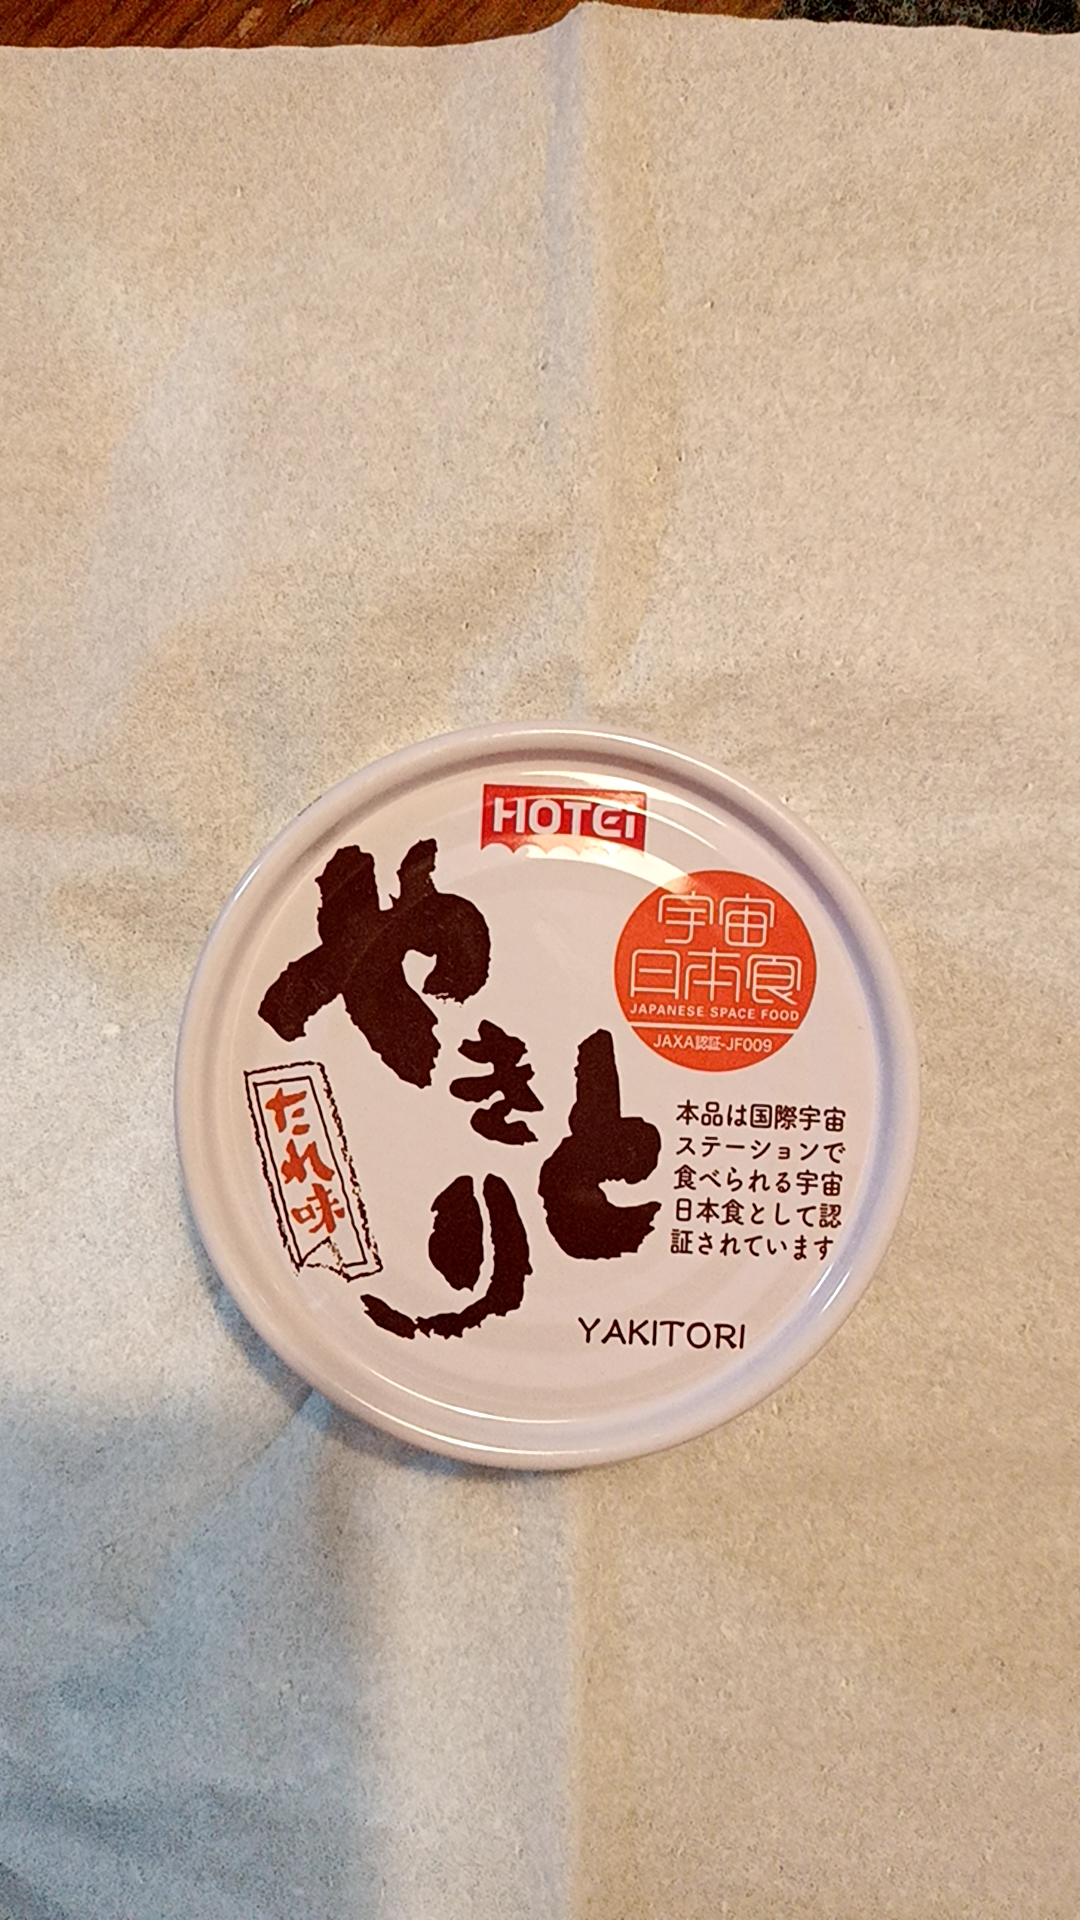 HOTEi
やきとり
たれ味
宇宙
日本食
JAPANESE SPACE FOOD
JAXA認証-JF009
本品は国際宇宙
ステーションで
食べられる宇宙
日本食として認
証されています
YAKITORI